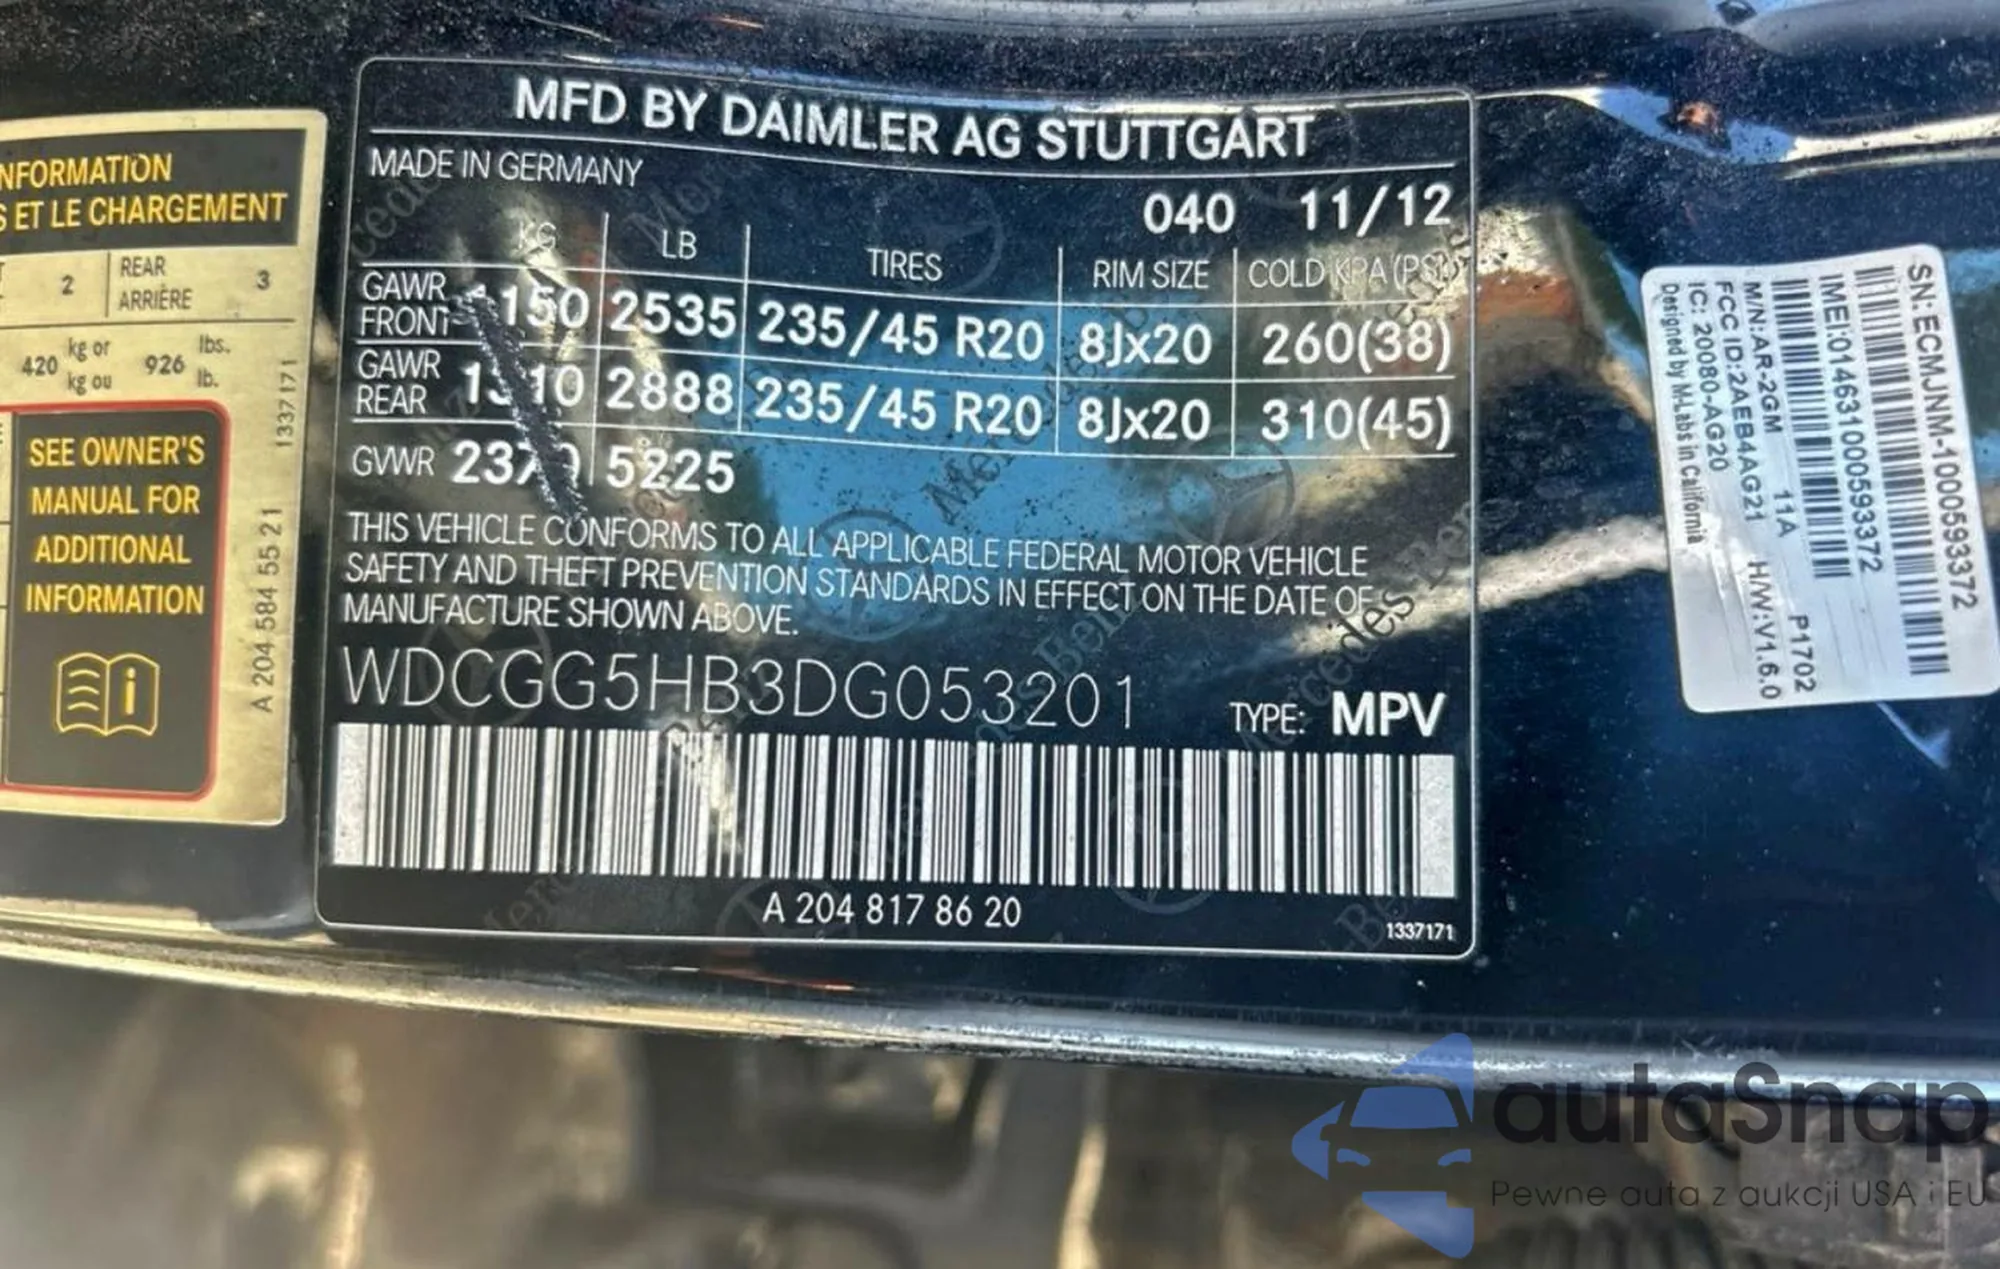 NFORMATION
S ET LE CHARGEMENT
2 REAR ARRIÈRE 3
420 kg or kg ou 926 lbs. lb.
1337171
SEE OWNER'S
MANUAL FOR
ADDITIONAL
INFORMATION
A 204 584 55 21
MFD BY DAIMLER AG STUTTGART
MADE IN GERMANY
040 11/12
KG LB TIRES RIM SIZE COLD KPA(PSI)
GAWR FRONT 1150 2535 235/45 R20 8Jx20 260(38)
GAWR REAR 1310 2888 235/45 R20 8Jx20 310(45)
GVWR 2370 5225
THIS VEHICLE CONFORMS TO ALL APPLICABLE FEDERAL MOTOR VEHICLE
SAFETY AND THEFT PREVENTION STANDARDS IN EFFECT ON THE DATE OF
MANUFACTURE SHOWN ABOVE.
WDCGG5HB3DG053201 TYPE: MPV
A 204 817 86 20
1337171
SN: ECMJNM-1000593372
IMEI:014631000593372
M/N:AR-2GM 11A P1702
FCC ID:2AEB4AG21 H/W:V1.6.0
IC: 20080-AG20
Designed by M-Labs in California
autaSnap
Pewne auta z aukcji USA i EU